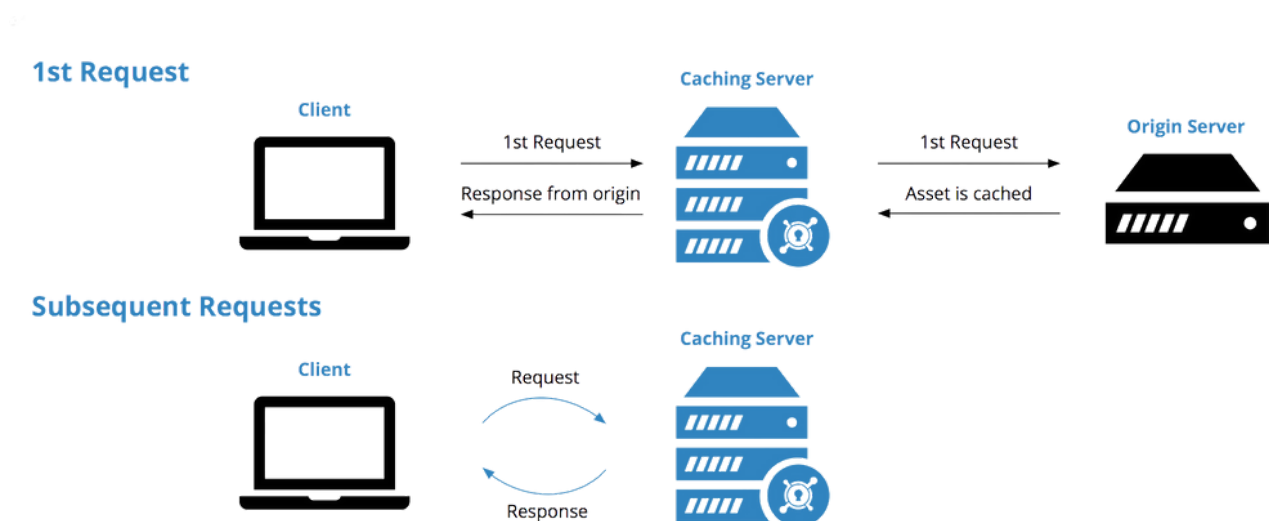 1st Request
Caching Server
Client
Origin Server
1st Request
1st Request
Response from origin
Asset is cached
Subsequent Requests
Caching Server
Client
Request
Response